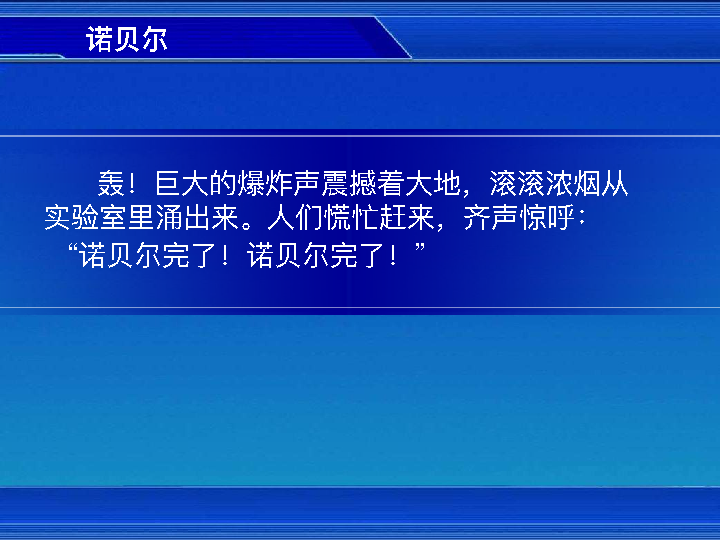 诺贝尔
轰！巨大的爆炸声震撼着大地，滚滚浓烟从
实验室里涌出来。人们慌忙赶来，齐声惊呼：
“诺贝尔完了！诺贝尔完了！”